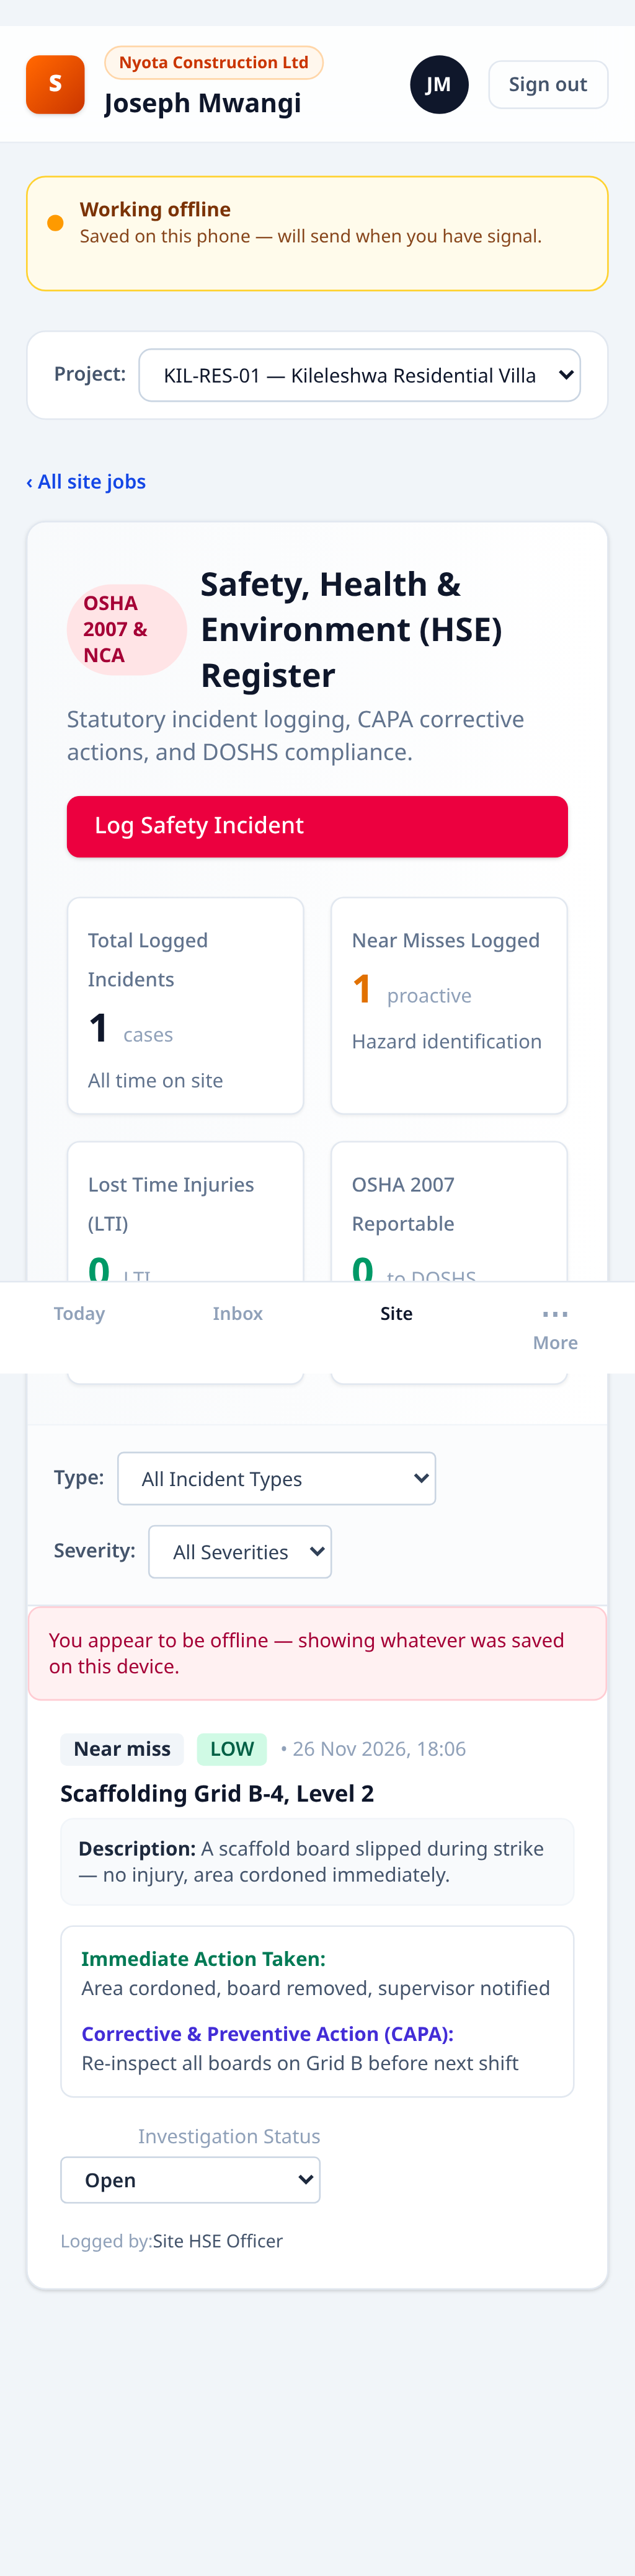 S
Nyota Construction Ltd
Joseph Mwangi
JM
Sign out
Working offline
Saved on this phone — will send when you have signal.
Project:
KIL-RES-01 — Kileleshwa Residential Villa
‹ All site jobs
OSHA
2007 &
NCA
Safety, Health &
Environment (HSE)
Register
Statutory incident logging, CAPA corrective
actions, and DOSHS compliance.
Log Safety Incident
Total Logged
Incidents
1 cases
All time on site
Near Misses Logged
1 proactive
Hazard identification
Lost Time Injuries
(LTI)
0 LTI
OSHA 2007
Reportable
0 to DOSHS
Today
Inbox
Site
...
More
Type:
All Incident Types
Severity:
All Severities
You appear to be offline — showing whatever was saved
on this device.
Near miss
LOW
• 26 Nov 2026, 18:06
Scaffolding Grid B-4, Level 2
Description: A scaffold board slipped during strike
— no injury, area cordoned immediately.
Immediate Action Taken:
Area cordoned, board removed, supervisor notified
Corrective & Preventive Action (CAPA):
Re-inspect all boards on Grid B before next shift
Investigation Status
Open
Logged by:Site HSE Officer